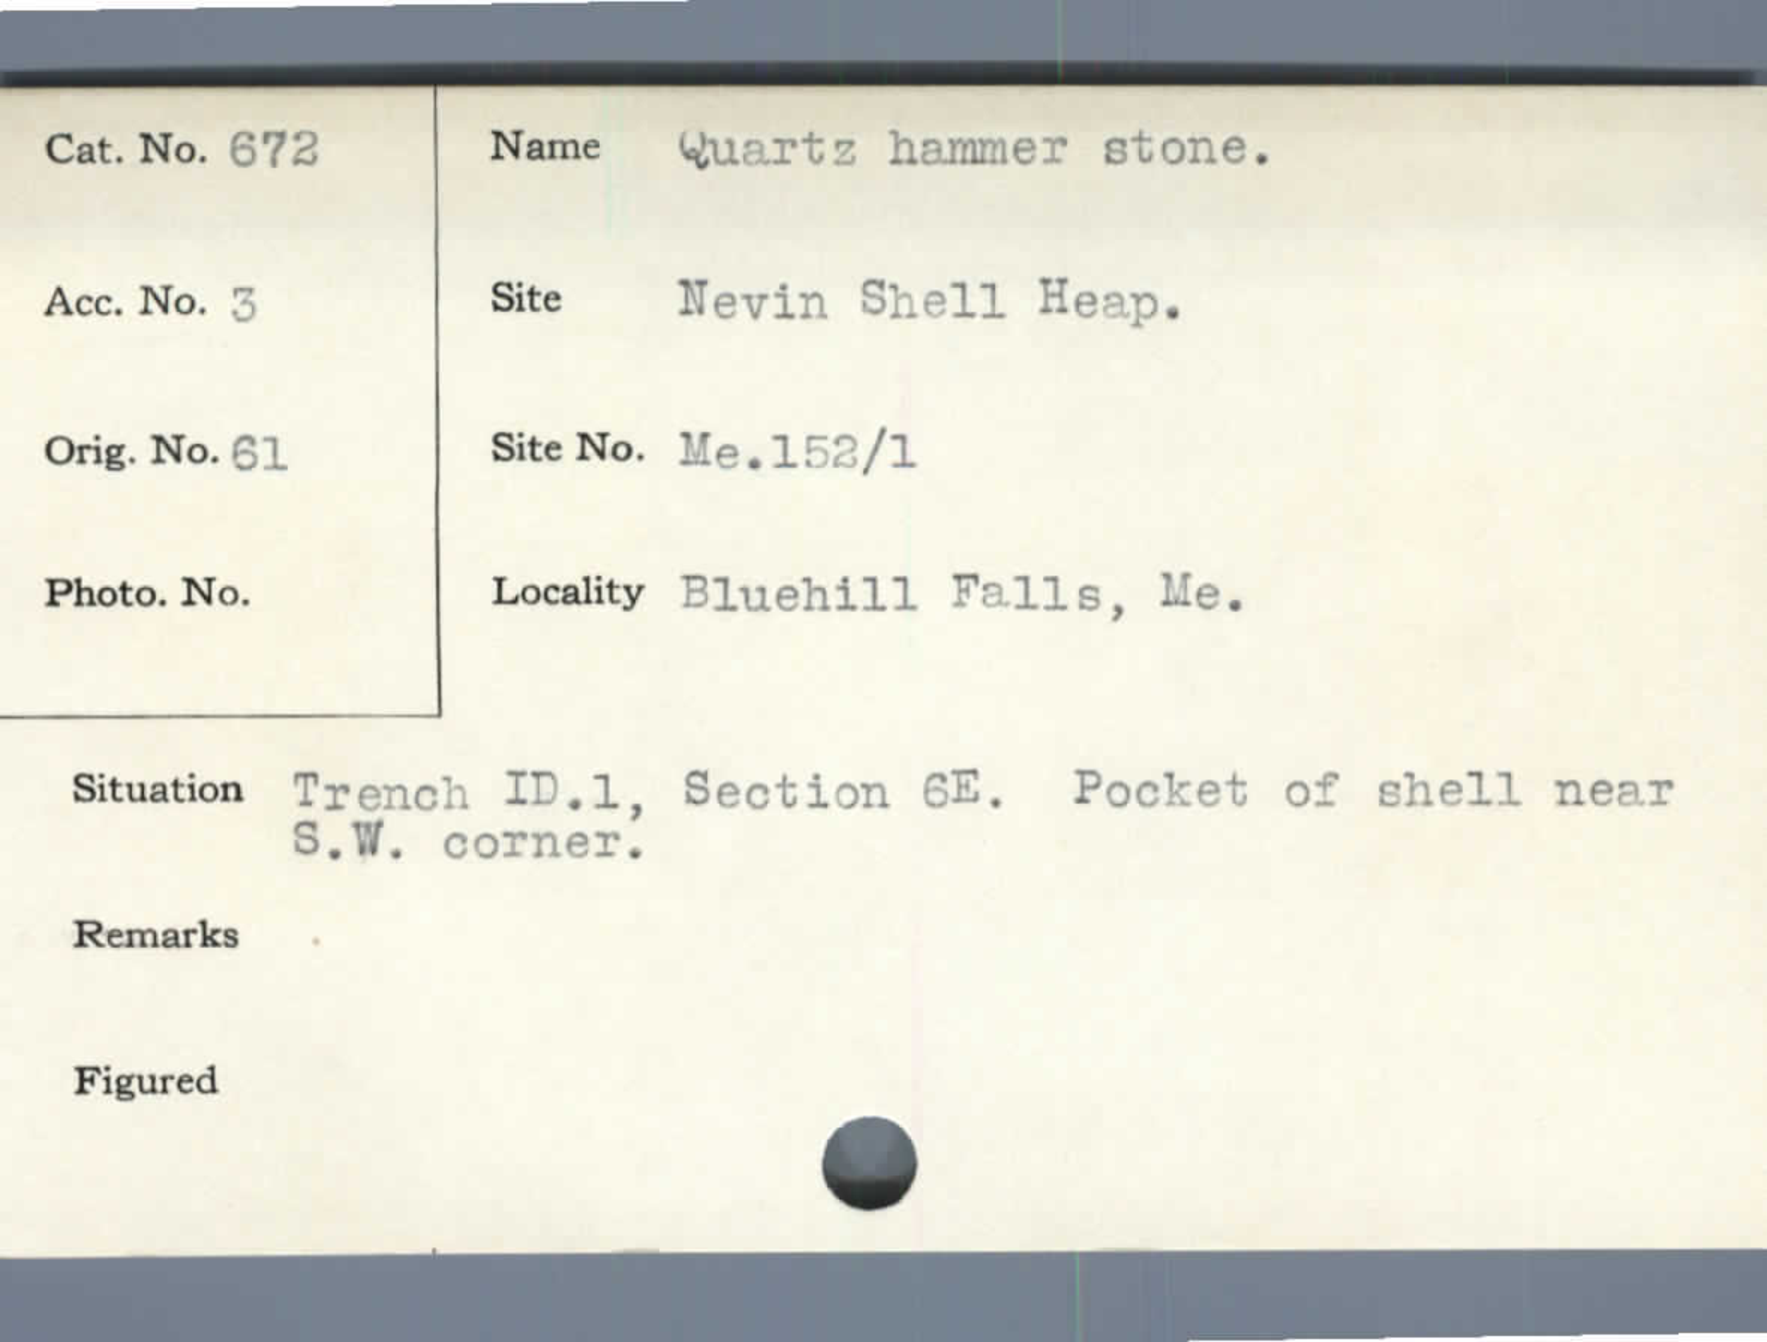 Cat. No. 672
Name Quartz hammer stone.
Acc. No. 3
Site Nevin Shell Heap.
Orig. No. 61
Site No. Me.152/1
Photo. No.
Locality Bluehill Falls, Me.
Situation Trench ID.1, Section 6E. Pocket of shell near
S.W. corner.
Remarks
Figured